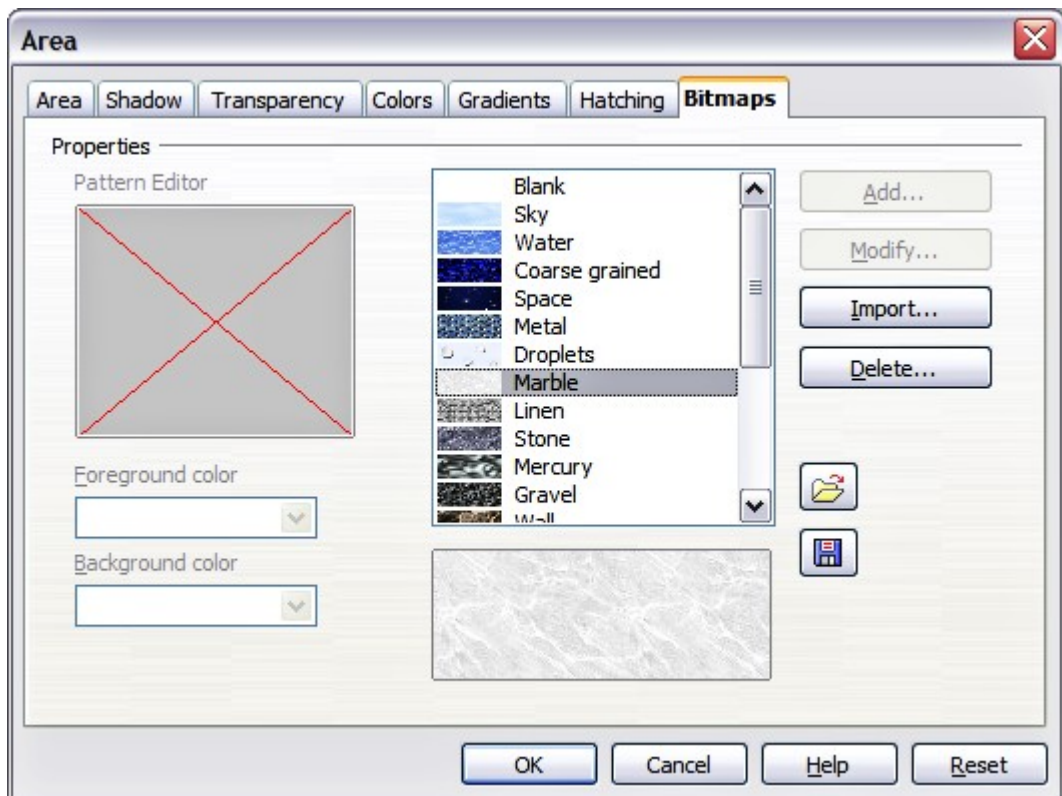 Area
Area Shadow Transparency Colors Gradients Hatching Bitmaps
Properties
Pattern Editor
Foreground color
Background color
Blank
Sky
Water
Coarse grained
Space
Metal
Droplets
Marble
Linen
Stone
Mercury
Gravel
Wall
Add...
Modify...
Import...
Delete...
OK Cancel Help Reset